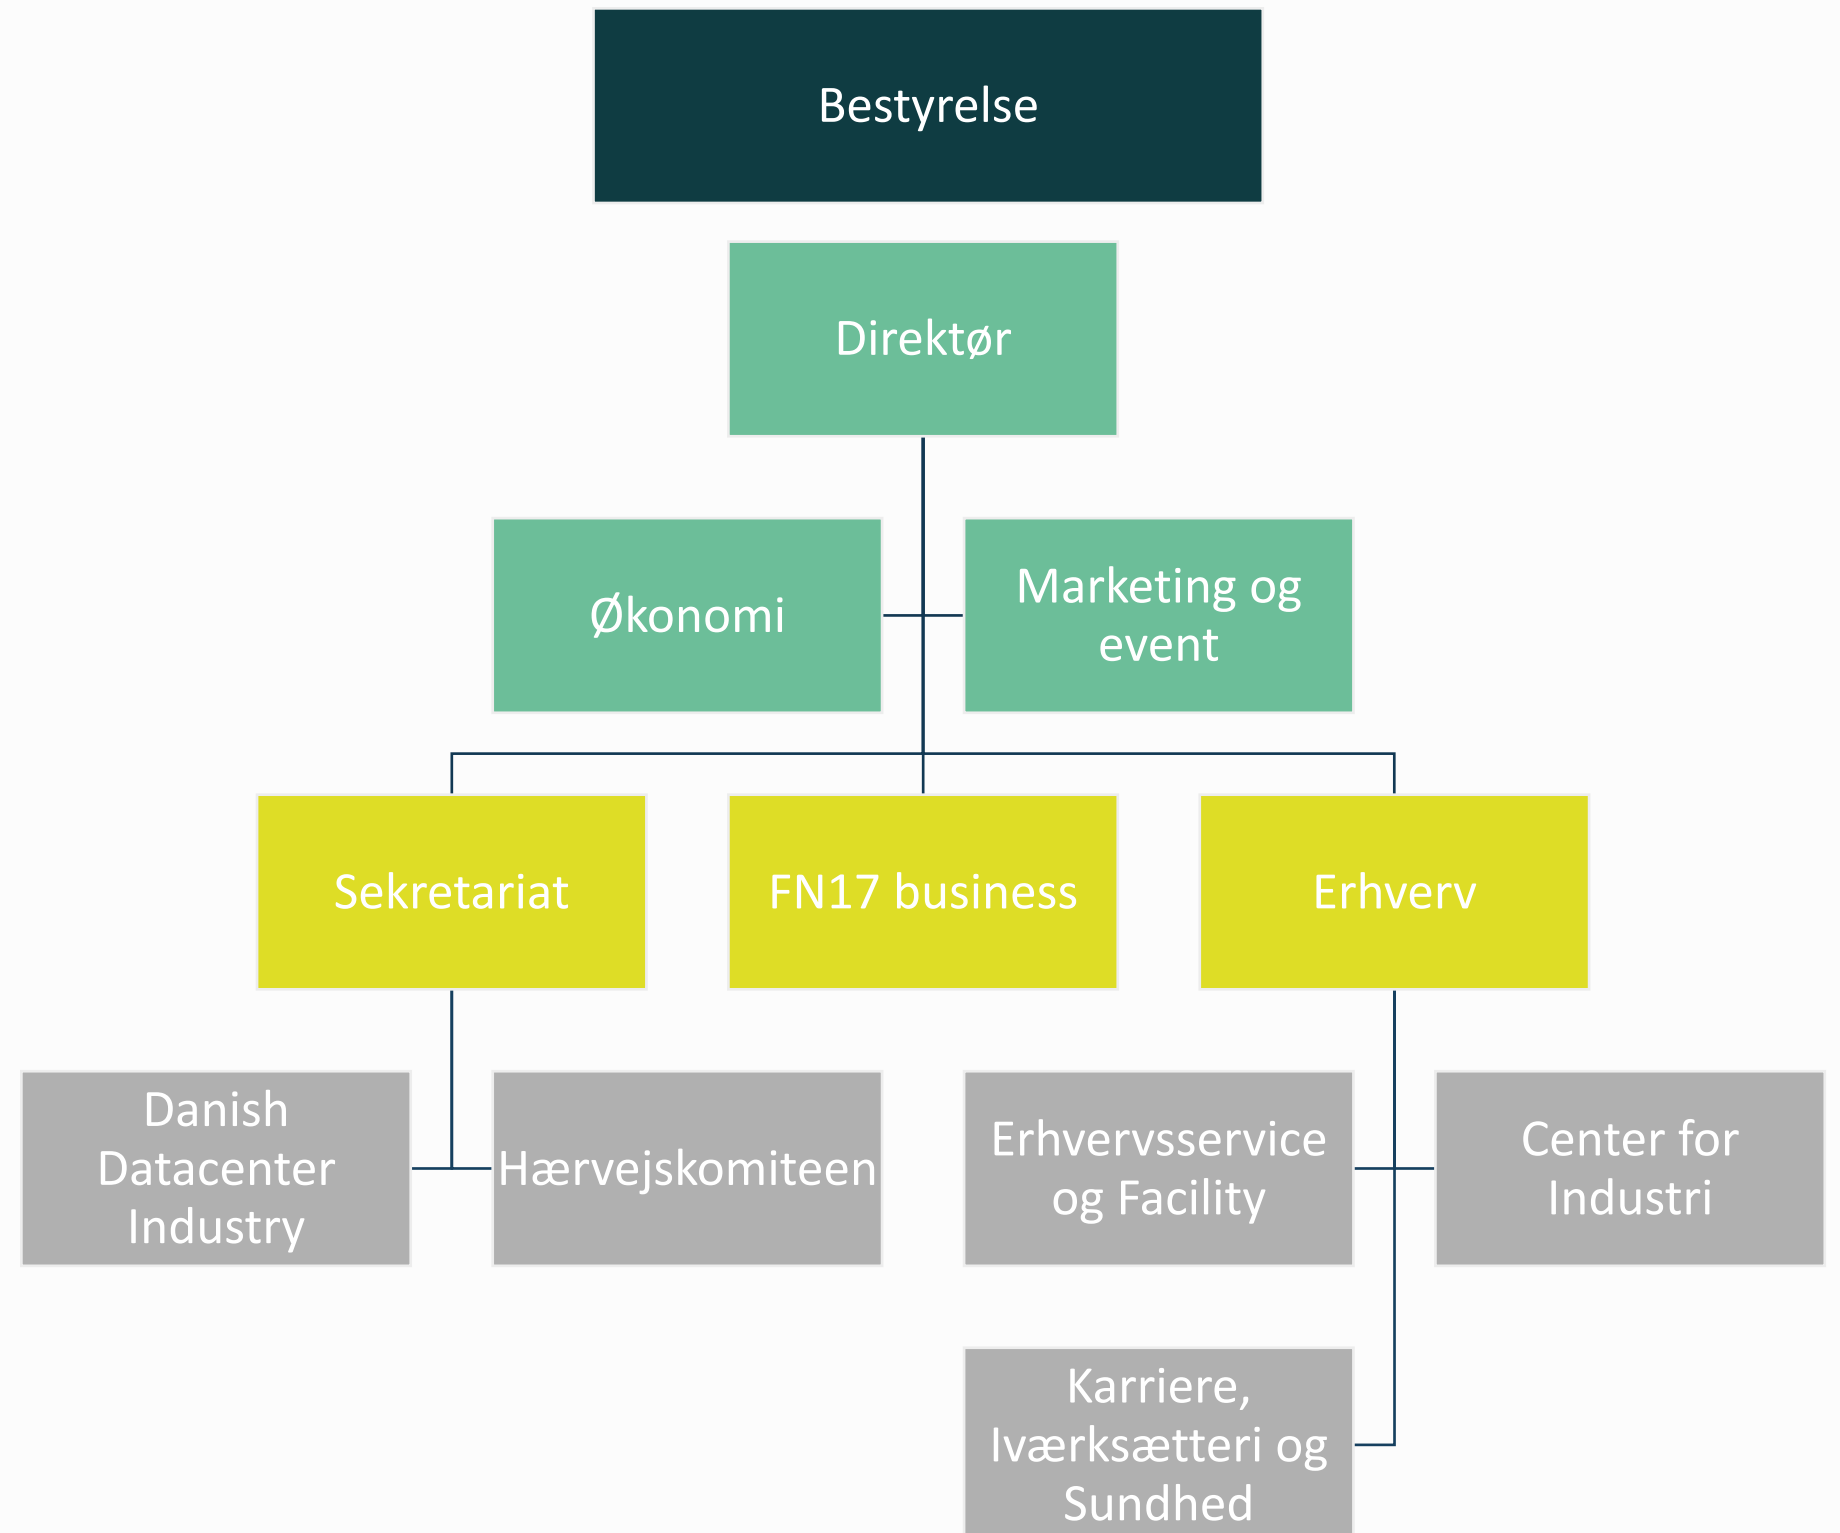 Bestyrelse
Direktør
Økonomi
Marketing og
event
Sekretariat
FN17 business
Erhverv
Danish
Datacenter
Industry
Hærvejskomiteen
Erhvervsservice
og Facility
Center for
Industri
Karriere,
Iværksætteri og
Sundhed